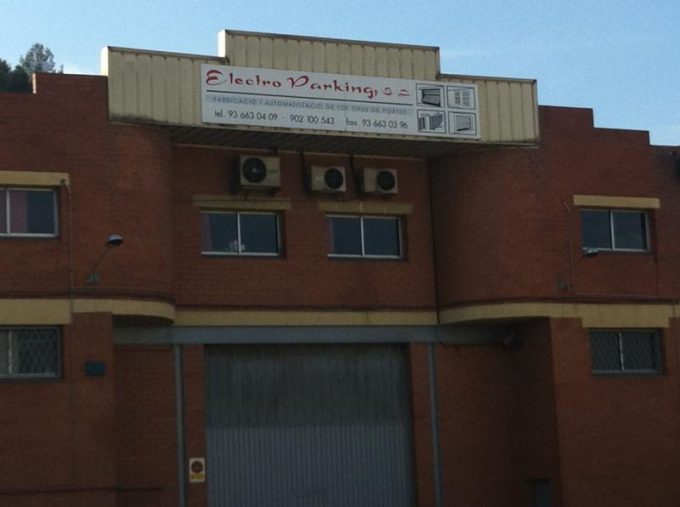 Electro Parking, S.L.
FABRICACIÓ I AUTOMATITZACIÓ DE TOT TIPUS DE PORTES
tel. 93 663 04 09 - 902 100 543 - fax. 93 663 03 96